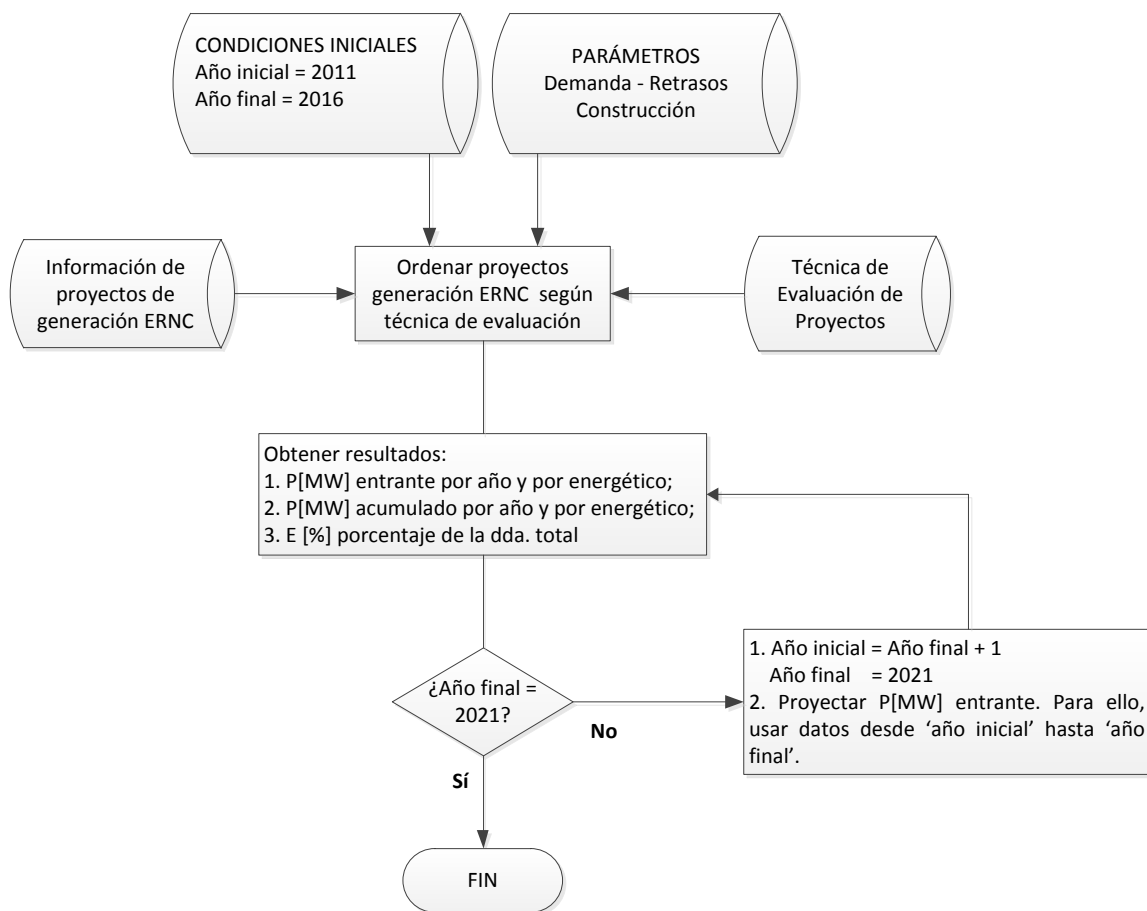 CONDICIONES INICIALES
Año inicial = 2011
Año final = 2016
PARÁMETROS
Demanda - Retrasos
Construcción
Información de
proyectos de
generación ERNC
Ordenar proyectos
generación ERNC según
técnica de evaluación
Técnica de
Evaluación de
Proyectos
Obtener resultados:
1. P[MW] entrante por año y por energético;
2. P[MW] acumulado por año y por energético;
3. E [%] porcentaje de la dda. total
¿Año final =
2021?
No
Sí
1. Año inicial = Año final + 1
Año final = 2021
2. Proyectar P[MW] entrante. Para ello,
usar datos desde ‘año inicial’ hasta ‘año
final’.
FIN